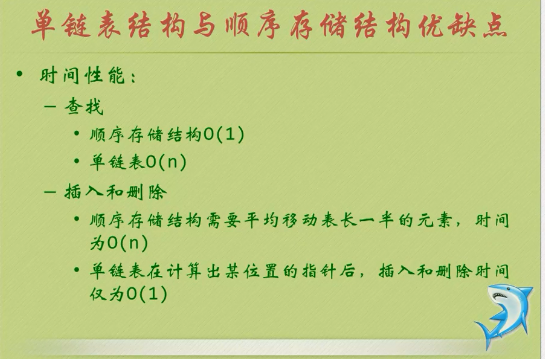 单链表结构与顺序存储结构优缺点
• 时间性能：
– 查找
• 顺序存储结构O(1)
• 单链表O(n)
– 插入和删除
• 顺序存储结构需要平均移动表长一半的元素，时间
为O(n)
• 单链表在计算出某位置的指针后，插入和删除时间
仅为O(1)